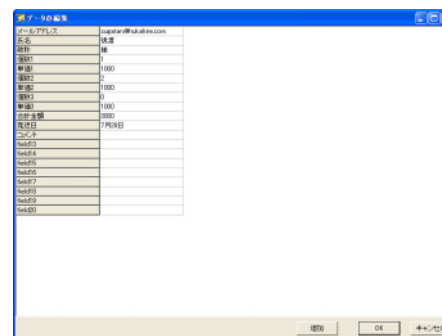 データの編集
メールアドレス sugatani@hukakire.com
氏名
敬称 様
個数1 1
単価1 1000
個数2 2
単価2 1000
個数3 0
単価3 1000
合計金額 3000
発送日 7月26日
コメント
field13
field14
field15
field16
field17
field18
field19
field20
追加 OK キャンセル